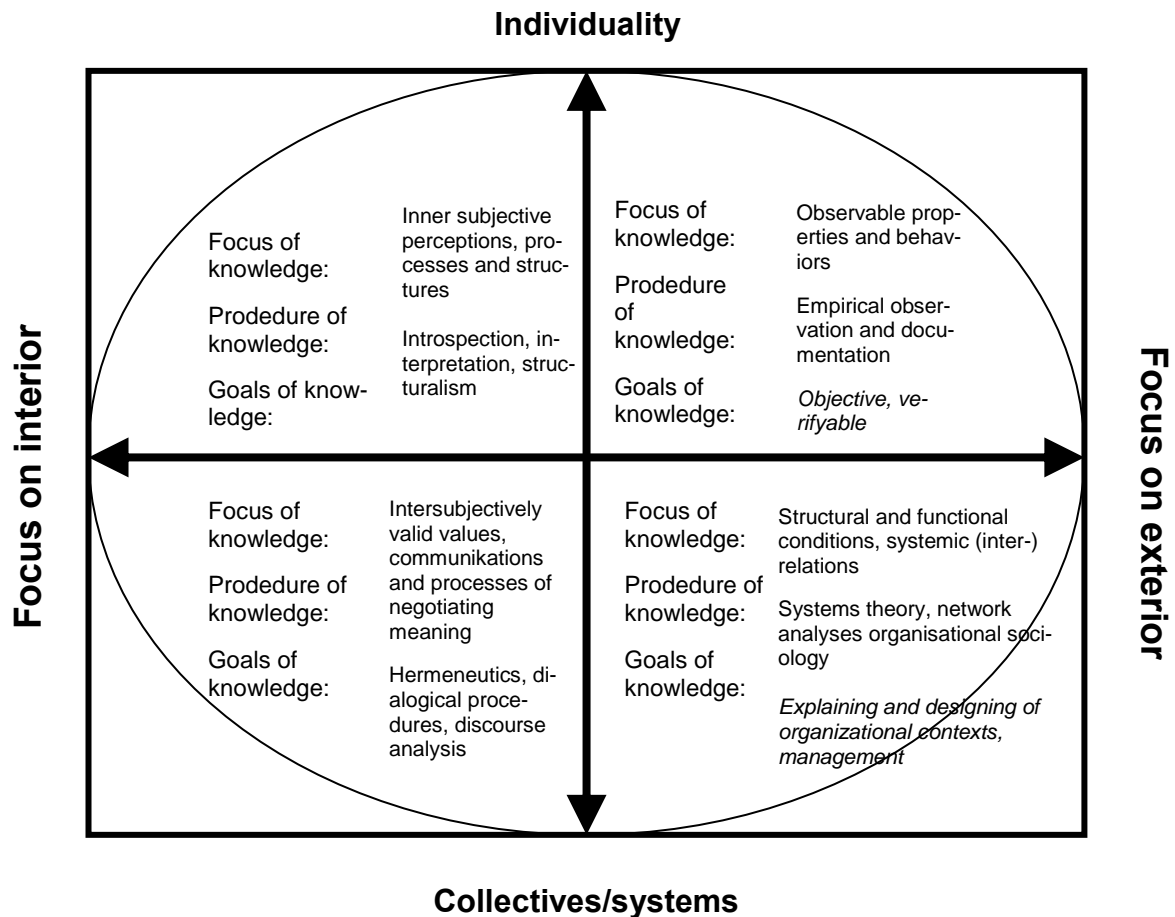 Individuality
Focus on interior
Focus of
knowledge:
Prodedure of
knowledge:
Goals of know-
ledge:
Inner subjective
perceptions, pro-
cesses and struc-
tures
Introspection, in-
terpretation, struc-
turalism
Focus of
knowledge:
Prodedure
of
knowledge:
Goals of
knowledge:
Observable prop-
erties and behav-
iors
Empirical obser-
vation and docu-
mentation
Objective, ve-
rifyable
Focus of
knowledge:
Prodedure of
knowledge:
Goals of
knowledge:
Intersubjectively
valid values,
communikations
and processes of
negotiating
meaning
Hermeneutics, di-
alogical proce-
dures, discourse
analysis
Focus of
knowledge:
Prodedure of
knowledge:
Goals of
knowledge:
Structural and functional
conditions, systemic (inter-)
relations
Systems theory, network
analyses organisational soci-
ology
Explaining and designing of
organizational contexts,
management
Focus on exterior
Collectives/systems